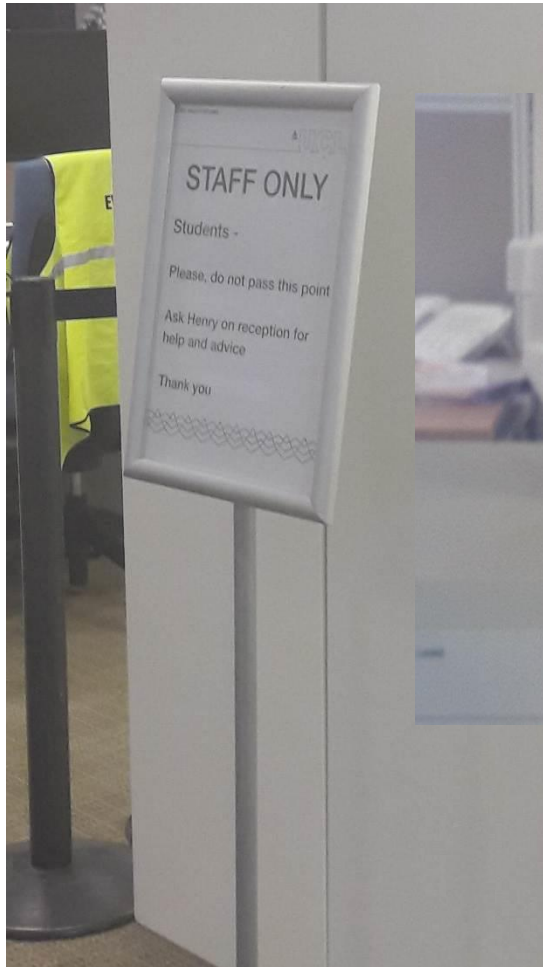 UCL
STAFF ONLY
Students -
Please, do not pass this point
Ask Henry on reception for
help and advice
Thank you